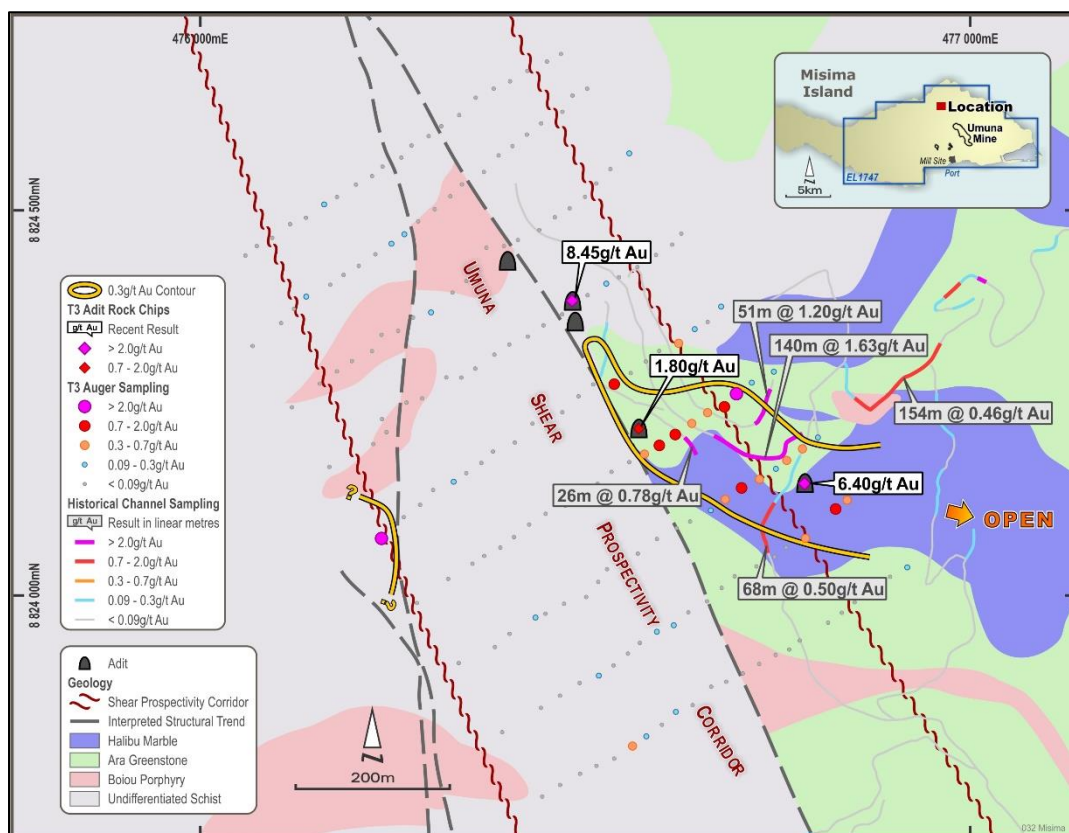 476 000mE
477 000mE
8 824 500mN
8 824 000mN
Misima
Island
Location
Umuna
Mine
Mill Site
Port
EL1747
N
5km
8.45g/t Au
UMUNA
51m @ 1.20g/t Au
140m @ 1.63g/t Au
1.80g/t Au
154m @ 0.46g/t Au
SHEAR
6.40g/t Au
26m @ 0.78g/t Au
OPEN
PROSPECTIVITY
68m @ 0.50g/t Au
CORRIDOR
?
?
0.3g/t Au Contour
T3 Adit Rock Chips
g/t Au Recent Result
> 2.0g/t Au
0.7 - 2.0g/t Au
T3 Auger Sampling
> 2.0g/t Au
0.7 - 2.0g/t Au
0.3 - 0.7g/t Au
0.09 - 0.3g/t Au
< 0.09g/t Au
Historical Channel Sampling
g/t Au Result in linear metres
> 2.0g/t Au
0.7 - 2.0g/t Au
0.3 - 0.7g/t Au
0.09 - 0.3g/t Au
< 0.09g/t Au
Adit
Geology
Shear Prospectivity Corridor
Interpreted Structural Trend
Halibu Marble
Ara Greenstone
Boiou Porphyry
Undifferentiated Schist
N
200m
032 Misima